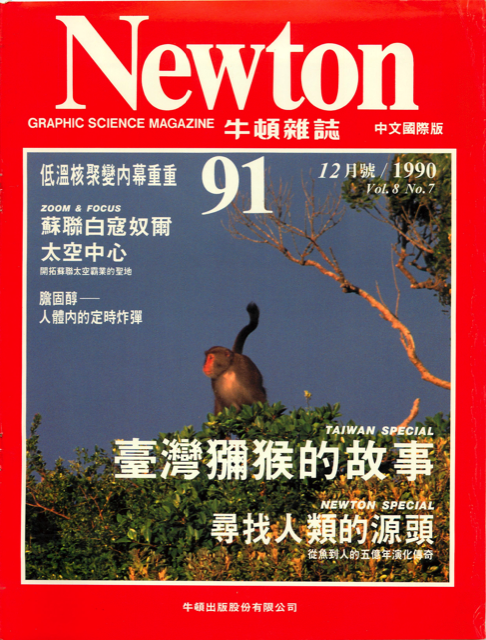 Newton
GRAPHIC SCIENCE MAGAZINE 牛頓雜誌 中文國際版
低溫核聚變內幕重重
91
12月號 / 1990
Vol.8 No.7
ZOOM & FOCUS
蘇聯白寇奴爾
太空中心
開拓蘇聯太空霸業的聖地
膽固醇——
人體內的定時炸彈
TAIWAN SPECIAL
臺灣獼猴的故事
NEWTON SPECIAL
尋找人類的源頭
從魚到人的五億年演化傳奇
牛頓出版股份有限公司